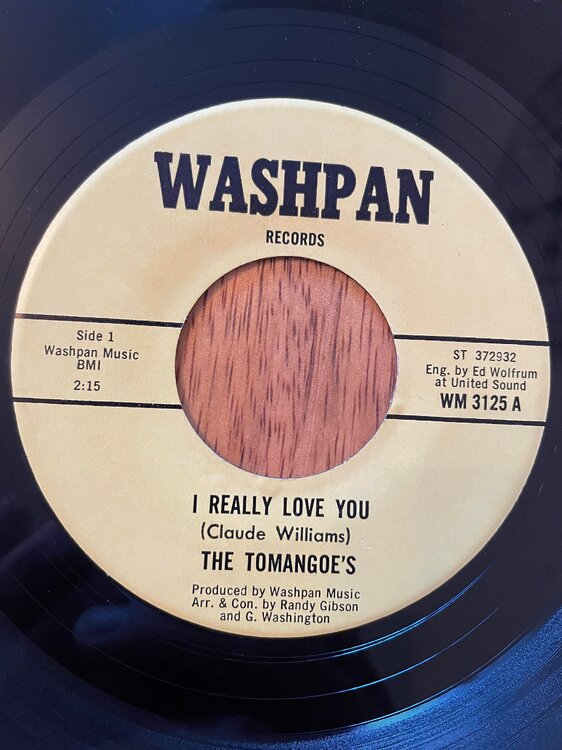 WASHPAN
RECORDS
Side 1
Washpan Music
BMI
2:15
ST 372932
Eng. by Ed Wolfrum
at United Sound
WM 3125 A
I REALLY LOVE YOU
(Claude Williams)
THE TOMANGOE'S
Produced by Washpan Music
Arr. & Con. by Randy Gibson
and G. Washington